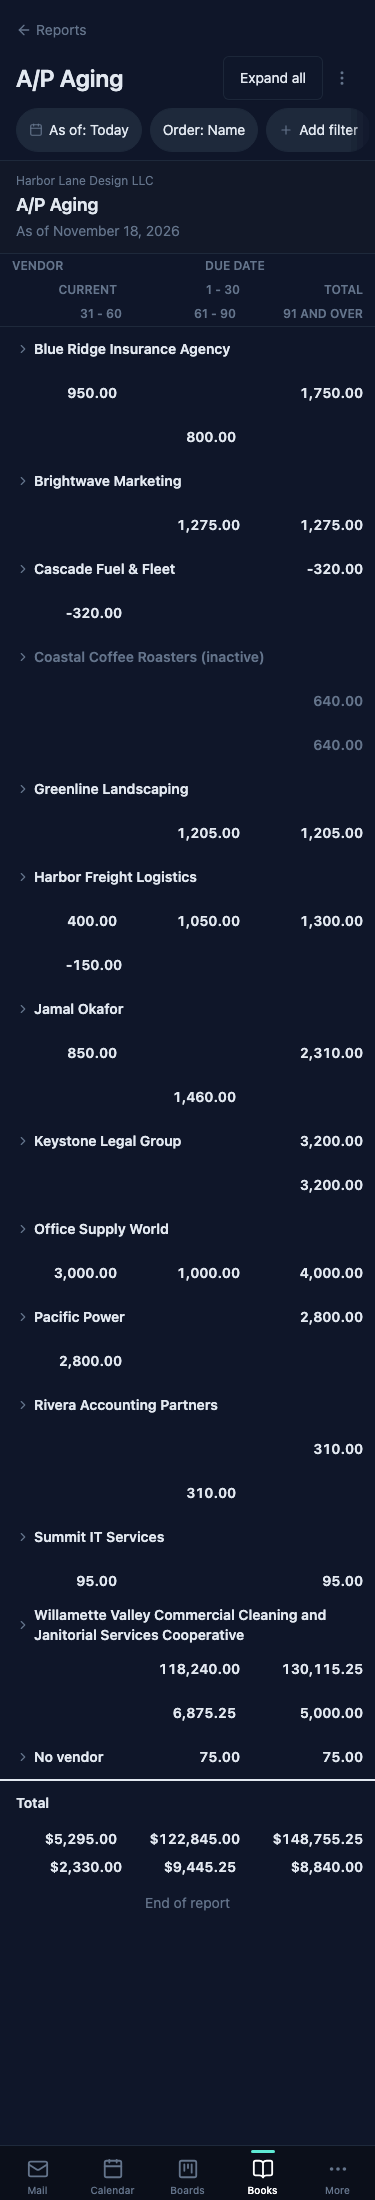 Reports
A/P Aging
Expand all
As of: Today
Order: Name
Add filter
Harbor Lane Design LLC
A/P Aging
As of November 18, 2026
VENDOR DUE DATE
CURRENT 1 - 30 TOTAL
31 - 60 61 - 90 91 AND OVER
Blue Ridge Insurance Agency
950.00 1,750.00
800.00
Brightwave Marketing
1,275.00 1,275.00
Cascade Fuel & Fleet -320.00
-320.00
Coastal Coffee Roasters (inactive)
640.00
640.00
Greenline Landscaping
1,205.00 1,205.00
Harbor Freight Logistics
400.00 1,050.00 1,300.00
-150.00
Jamal Okafor
850.00 2,310.00
1,460.00
Keystone Legal Group 3,200.00
3,200.00
Office Supply World
3,000.00 1,000.00 4,000.00
Pacific Power 2,800.00
2,800.00
Rivera Accounting Partners
310.00
310.00
Summit IT Services
95.00 95.00
Willamette Valley Commercial Cleaning and
Janitorial Services Cooperative
118,240.00 130,115.25
6,875.25 5,000.00
No vendor 75.00 75.00
Total
$5,295.00 $122,845.00 $148,755.25
$2,330.00 $9,445.25 $8,840.00
End of report
Mail Calendar Boards Books More